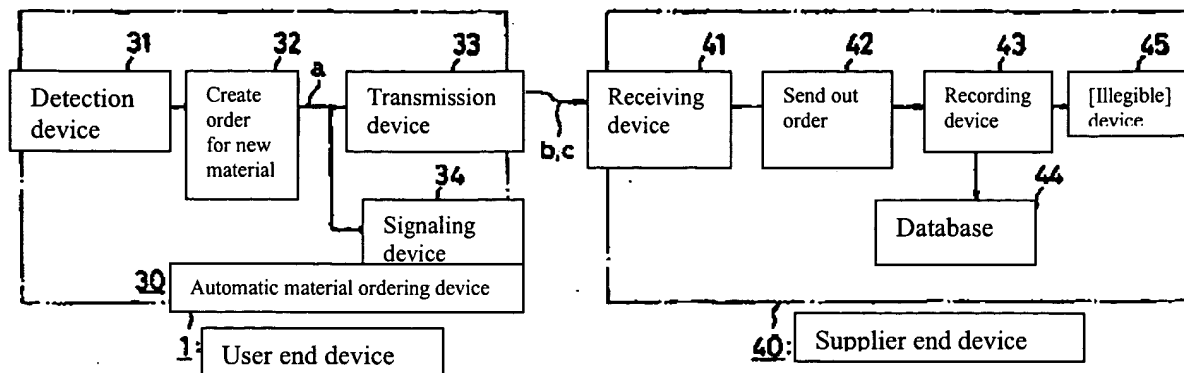 31
32
33
41
42
43
45
a
Detection
device
Create
order
for new
material
Transmission
device
b,c
Receiving
device
Send out
order
Recording
device
[Illegible]
device
34
Signaling
device
44
Database
30
Automatic material ordering device
1:
User end device
40:
Supplier end device